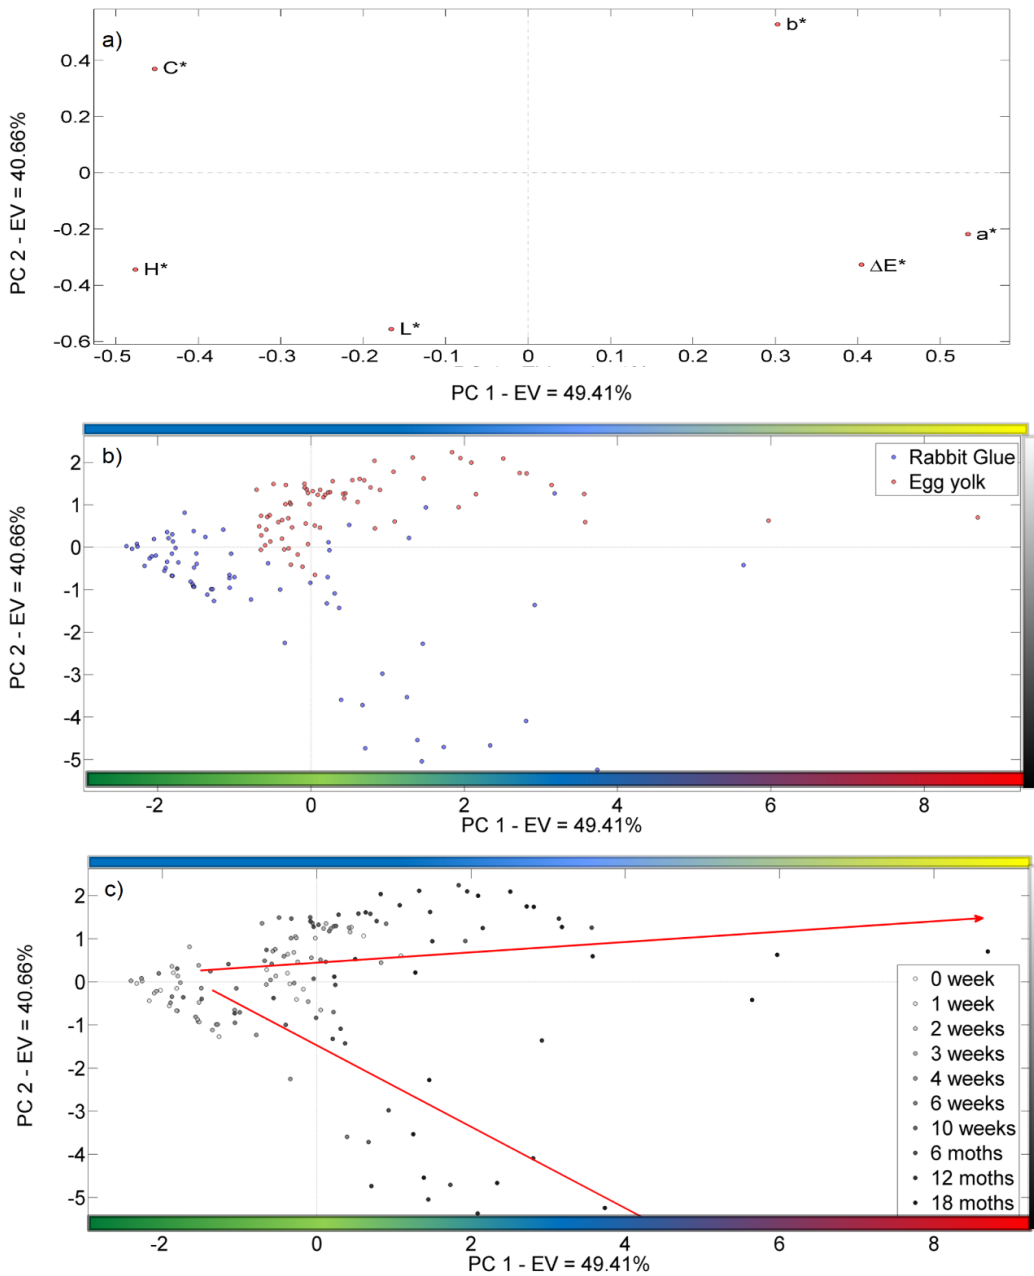 a)
b*
0.4
C*
0.2
0
-0.2
a*
ΔE*
H*
-0.4
L*
-0.6
-0.5 -0.4 -0.3 -0.2 -0.1 0 0.1 0.2 0.3 0.4 0.5
PC 2 - EV = 40.66%
PC 1 - EV = 49.41%
b)
2
1
0
-1
-2
-3
-4
-5
Rabbit Glue
Egg yolk
-2 0 2 4 6 8
PC 2 - EV = 40.66%
PC 1 - EV = 49.41%
c)
2
1
0
-1
-2
-3
-4
-5
0 week
1 week
2 weeks
3 weeks
4 weeks
6 weeks
10 weeks
6 moths
12 moths
18 moths
-2 0 2 4 6 8
PC 2 - EV = 40.66%
PC 1 - EV = 49.41%